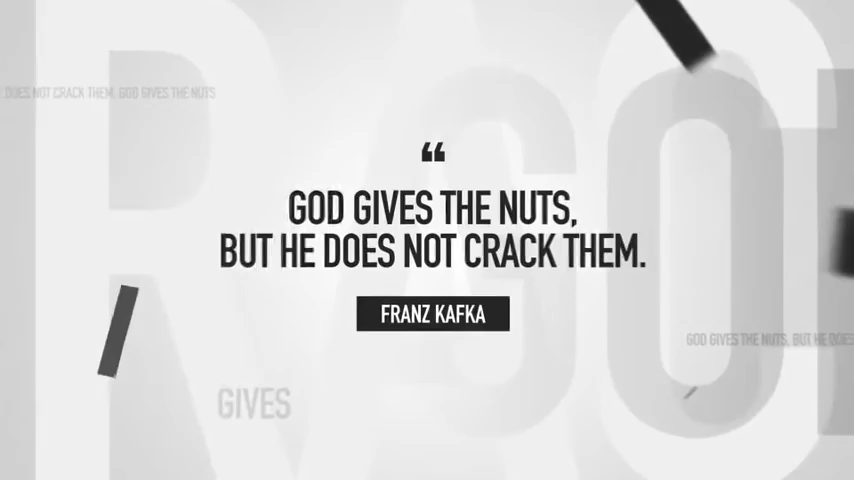 DOES NOT CRACK THEM. GOD GIVES THE NUTS
“
GOD GIVES THE NUTS,
BUT HE DOES NOT CRACK THEM.
FRANZ KAFKA
GOD GIVES THE NUTS, BUT HE DOES
GIVES